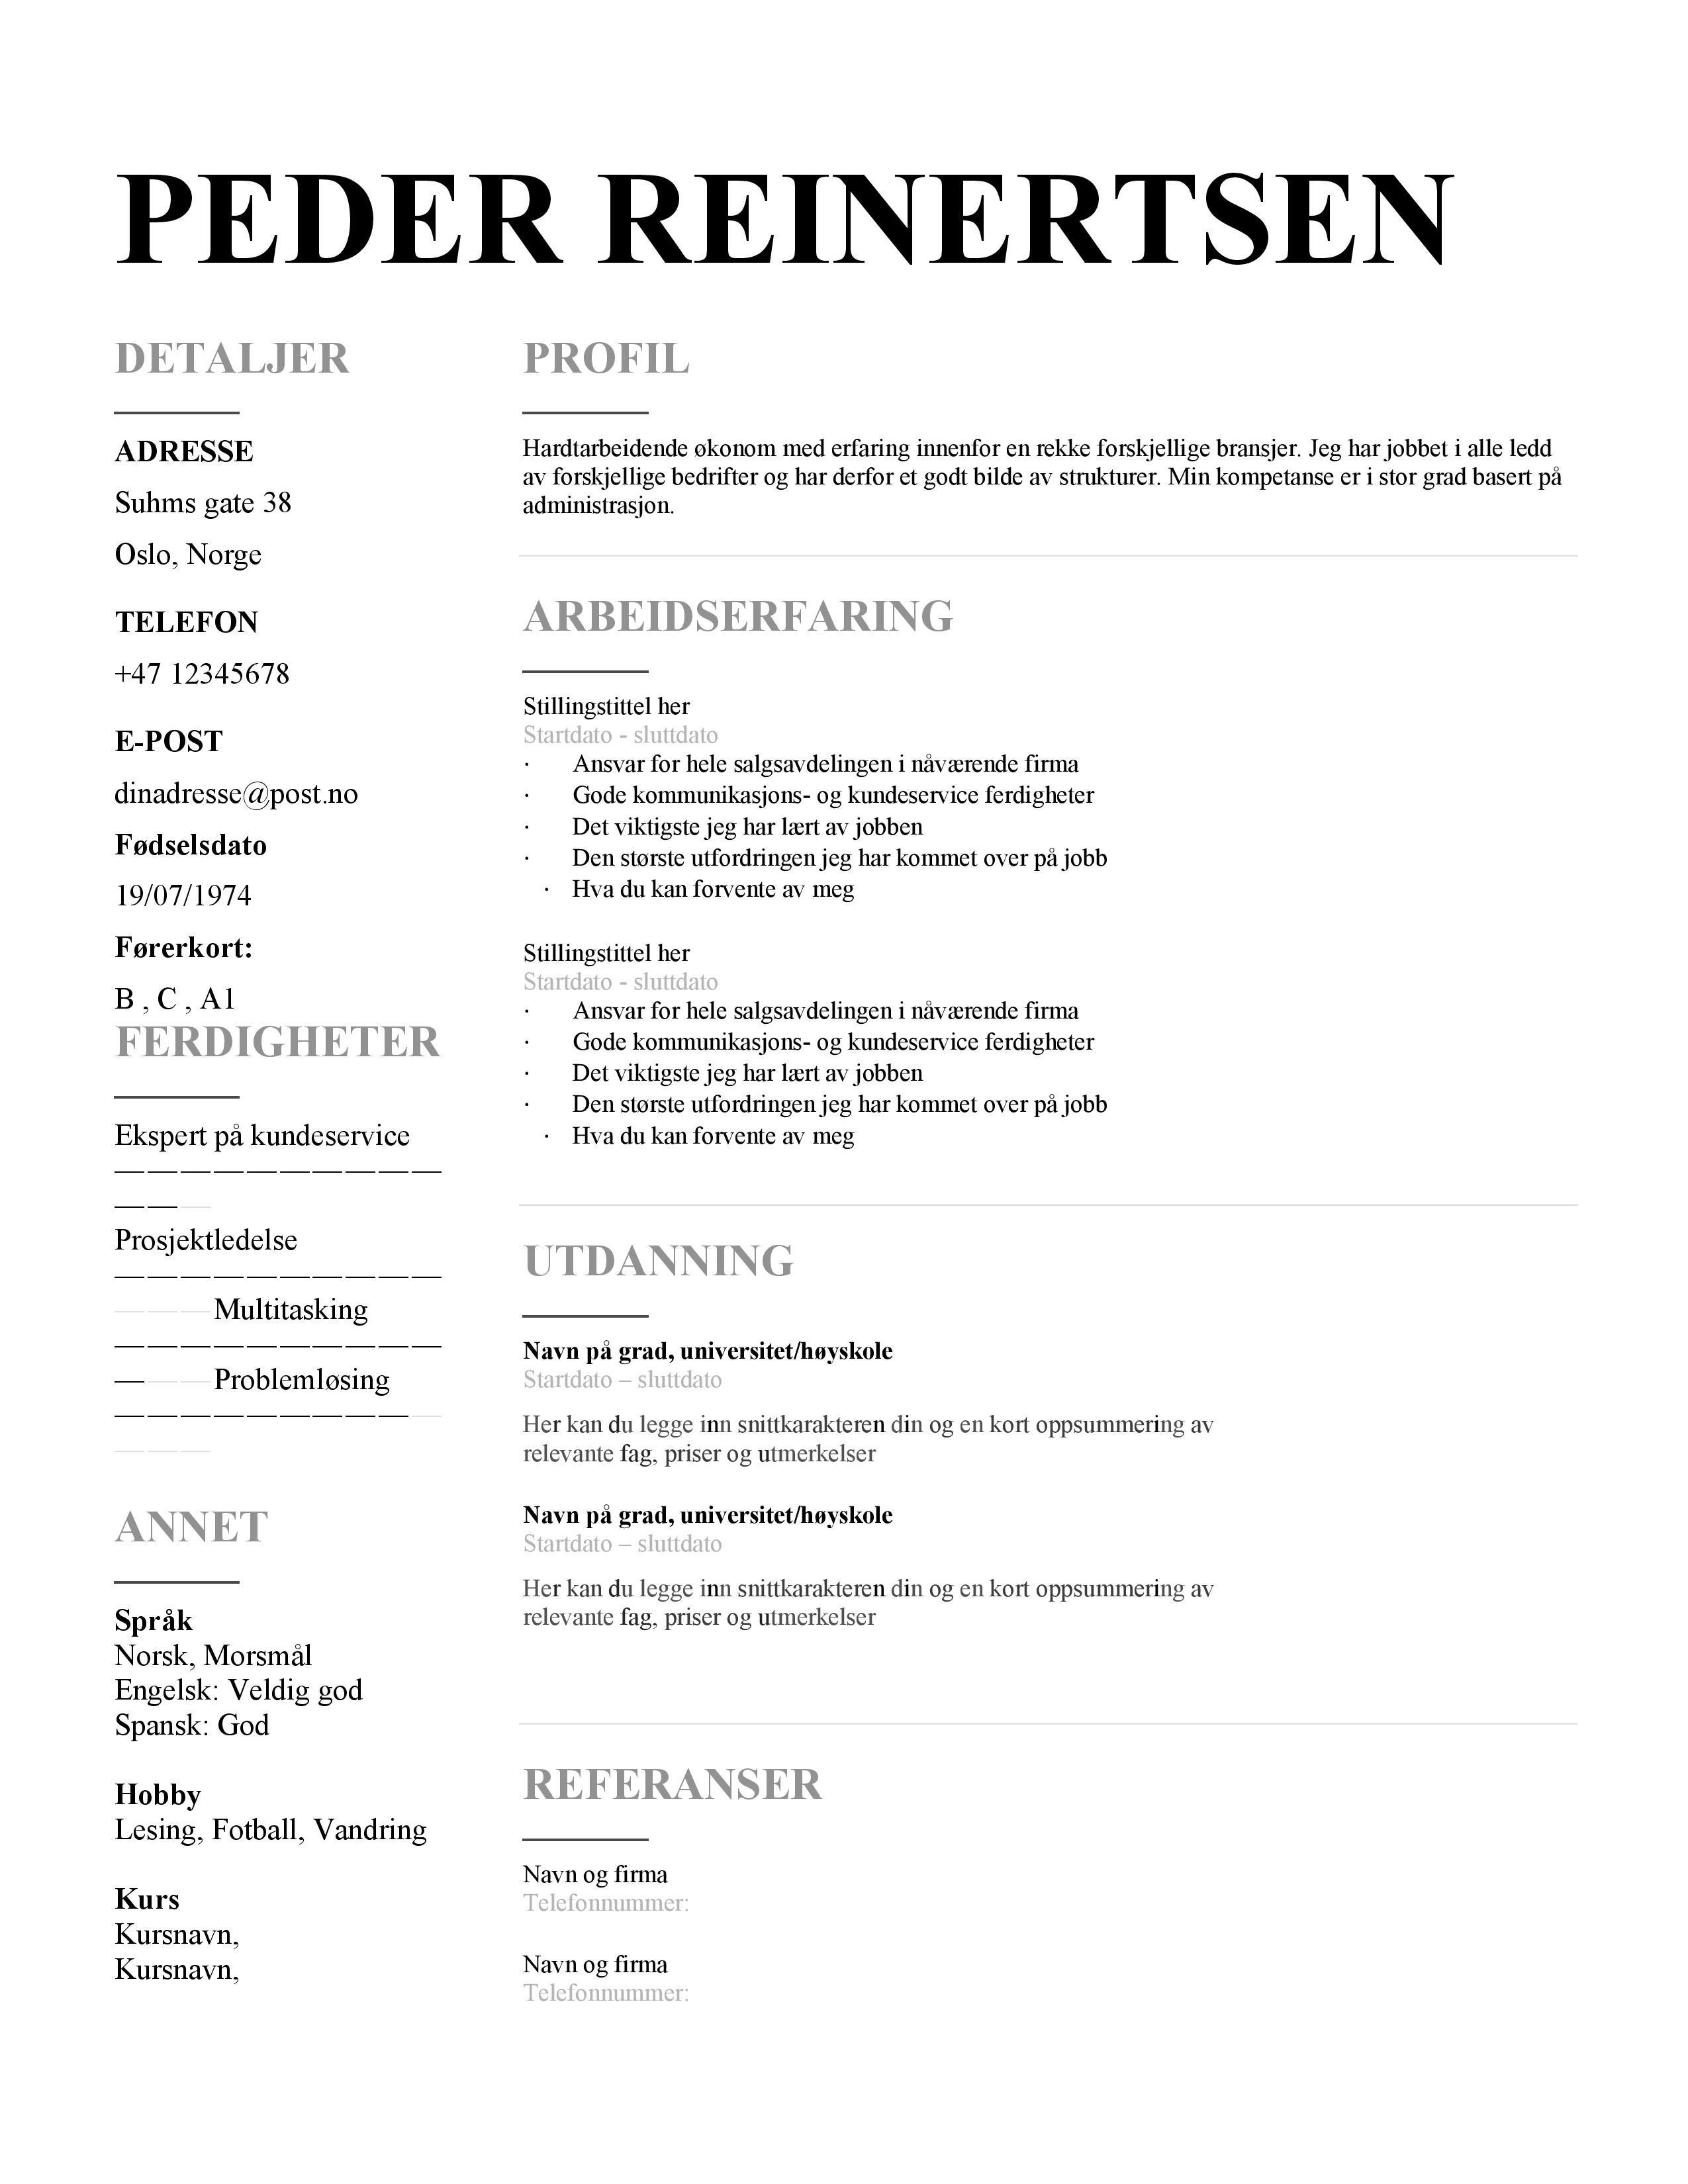 PEDER REINERTSEN
DETALJER
ADRESSE
Suhms gate 38
Oslo, Norge
TELEFON
+47 12345678
E-POST
dinadresse@post.no
Fødselsdato
19/07/1974
Førerkort:
B , C , A1
FERDIGHETER
Ekspert på kundeservice
Prosjektledelse
Multitasking
Problemløsing
ANNET
Språk
Norsk, Morsmål
Engelsk: Veldig god
Spansk: God
Hobby
Lesing, Fotball, Vandring
Kurs
Kursnavn,
Kursnavn,
PROFIL
Hardtarbeidende økonom med erfaring innenfor en rekke forskjellige bransjer. Jeg har jobbet i alle ledd
av forskjellige bedrifter og har derfor et godt bilde av strukturer. Min kompetanse er i stor grad basert på
administrasjon.
ARBEIDSERFARING
Stillingstittel her
Startdato - sluttdato
· Ansvar for hele salgsavdelingen i nåværende firma
· Gode kommunikasjons- og kundeservice ferdigheter
· Det viktigste jeg har lært av jobben
· Den største utfordringen jeg har kommet over på jobb
· Hva du kan forvente av meg
Stillingstittel her
Startdato - sluttdato
· Ansvar for hele salgsavdelingen i nåværende firma
· Gode kommunikasjons- og kundeservice ferdigheter
· Det viktigste jeg har lært av jobben
· Den største utfordringen jeg har kommet over på jobb
· Hva du kan forvente av meg
UTDANNING
Navn på grad, universitet/høyskole
Startdato – sluttdato
Her kan du legge inn snittkarakteren din og en kort oppsummering av
relevante fag, priser og utmerkelser
Navn på grad, universitet/høyskole
Startdato – sluttdato
Her kan du legge inn snittkarakteren din og en kort oppsummering av
relevante fag, priser og utmerkelser
REFERANSER
Navn og firma
Telefonnummer:
Navn og firma
Telefonnummer: